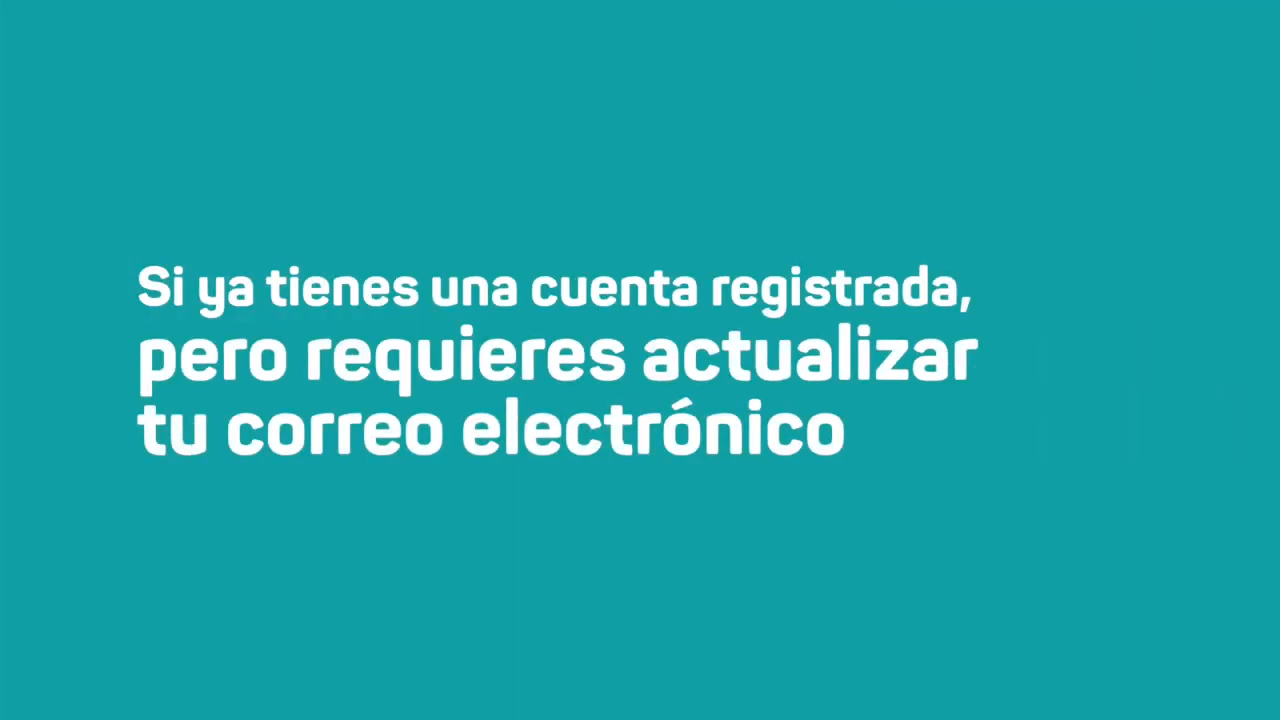 Si ya tienes una cuenta registrada,
pero requieres actualizar
tu correo electrónico